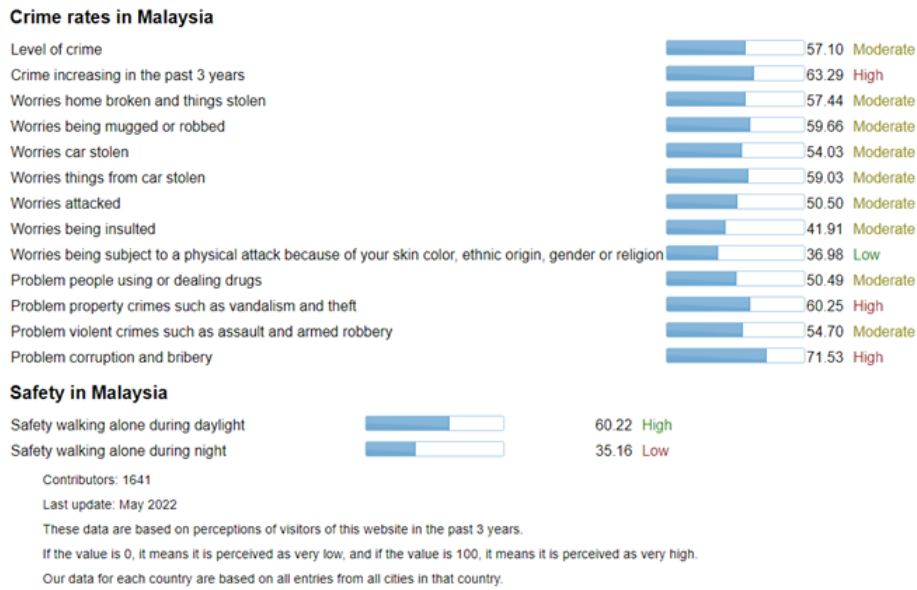 Crime rates in Malaysia
Level of crime 57.10 Moderate
Crime increasing in the past 3 years 63.29 High
Worries home broken and things stolen 57.44 Moderate
Worries being mugged or robbed 59.66 Moderate
Worries car stolen 54.03 Moderate
Worries things from car stolen 59.03 Moderate
Worries attacked 50.50 Moderate
Worries being insulted 41.91 Moderate
Worries being subject to a physical attack because of your skin color, ethnic origin, gender or religion 36.98 Low
Problem people using or dealing drugs 50.49 Moderate
Problem property crimes such as vandalism and theft 60.25 High
Problem violent crimes such as assault and armed robbery 54.70 Moderate
Problem corruption and bribery 71.53 High
Safety in Malaysia
Safety walking alone during daylight 60.22 High
Safety walking alone during night 35.16 Low
Contributors: 1641
Last update: May 2022
These data are based on perceptions of visitors of this website in the past 3 years.
If the value is 0, it means it is perceived as very low, and if the value is 100, it means it is perceived as very high.
Our data for each country are based on all entries from all cities in that country.